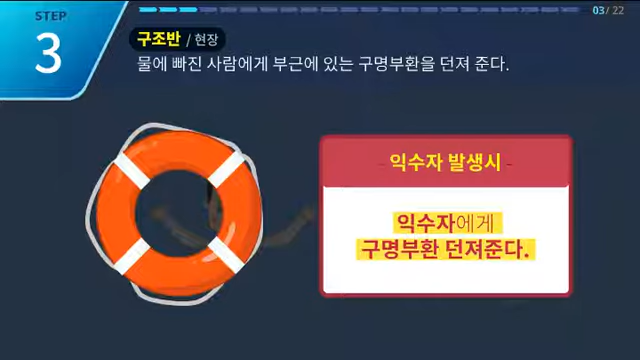 STEP
3
03 / 22
구조반 / 현장
물에 빠진 사람에게 부근에 있는 구명부환을 던져 준다.
- 익수자 발생시 -
익수자에게
구명부환 던져준다.